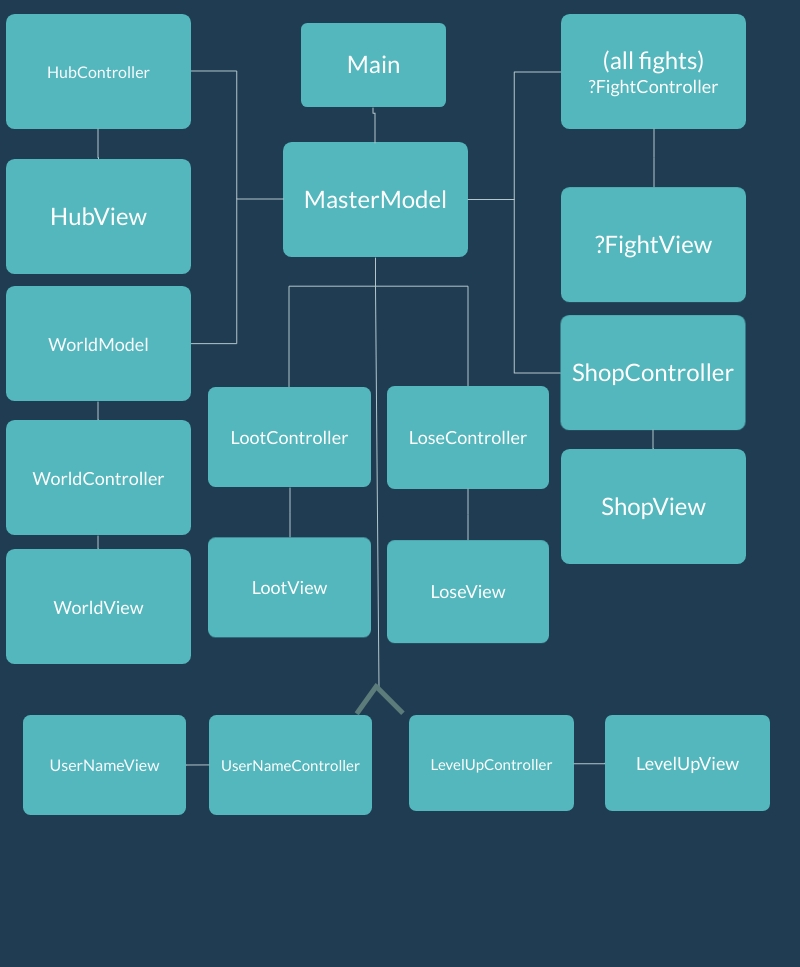 Main
HubController
(all fights)
?FightController
MasterModel
HubView
?FightView
WorldModel
ShopController
LootController
LoseController
WorldController
ShopView
LootView
LoseView
WorldView
UserNameView
UserNameController
LevelUpController
LevelUpView